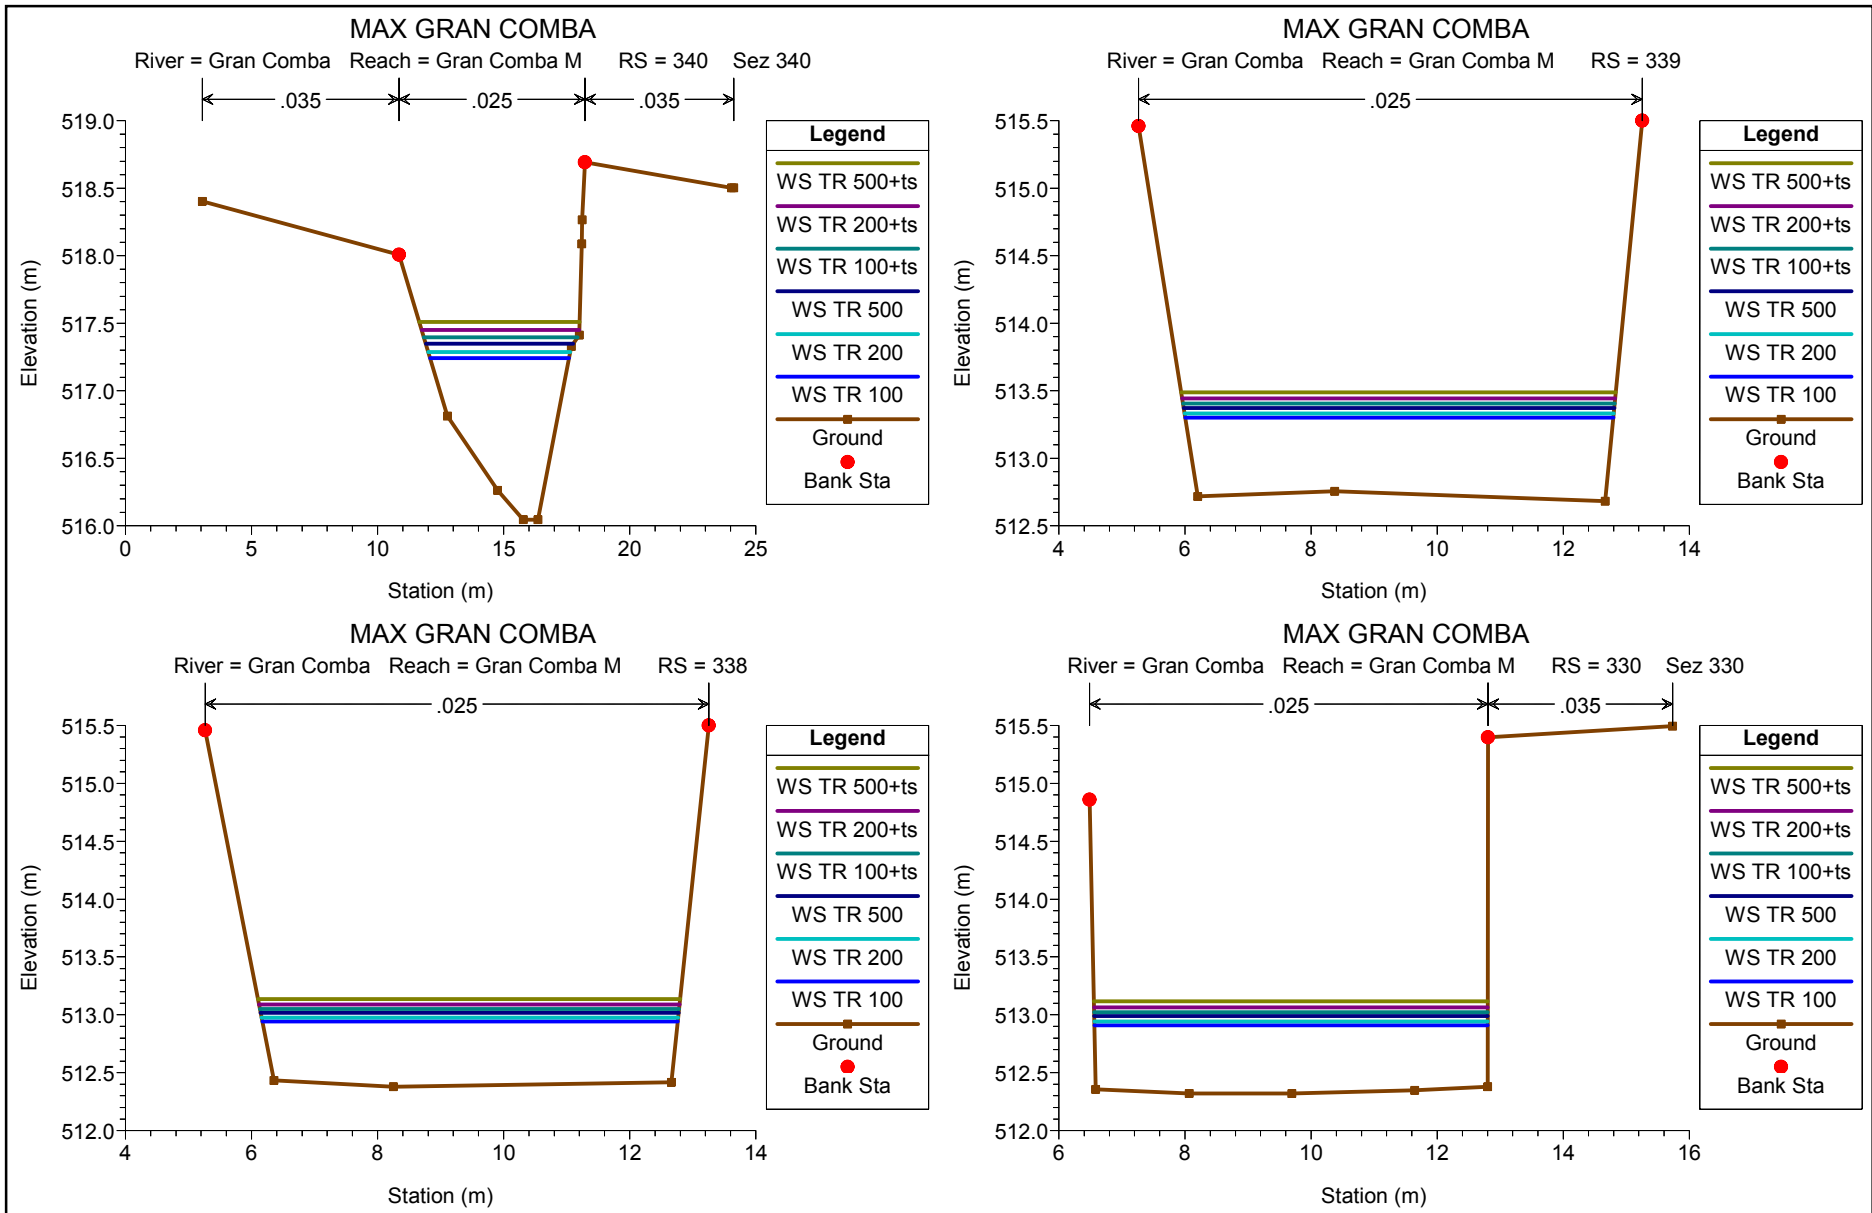 MAX GRAN COMBA
River = Gran Comba Reach = Gran Comba M RS = 340 Sez 340
.035 .025 .035
519.0
518.5
518.0
517.5
517.0
516.5
516.0
0 5 10 15 20 25
Station (m)
Elevation (m)
Legend
WS TR 500+ts
WS TR 200+ts
WS TR 100+ts
WS TR 500
WS TR 200
WS TR 100
Ground
Bank Sta
MAX GRAN COMBA
River = Gran Comba Reach = Gran Comba M RS = 339
.025
515.5
515.0
514.5
514.0
513.5
513.0
512.5
4 6 8 10 12 14
Station (m)
Elevation (m)
Legend
WS TR 500+ts
WS TR 200+ts
WS TR 100+ts
WS TR 500
WS TR 200
WS TR 100
Ground
Bank Sta
MAX GRAN COMBA
River = Gran Comba Reach = Gran Comba M RS = 338
.025
515.5
515.0
514.5
514.0
513.5
513.0
512.5
512.0
4 6 8 10 12 14
Station (m)
Elevation (m)
Legend
WS TR 500+ts
WS TR 200+ts
WS TR 100+ts
WS TR 500
WS TR 200
WS TR 100
Ground
Bank Sta
MAX GRAN COMBA
River = Gran Comba Reach = Gran Comba M RS = 330 Sez 330
.025 .035
515.5
515.0
514.5
514.0
513.5
513.0
512.5
512.0
6 8 10 12 14 16
Station (m)
Elevation (m)
Legend
WS TR 500+ts
WS TR 200+ts
WS TR 100+ts
WS TR 500
WS TR 200
WS TR 100
Ground
Bank Sta